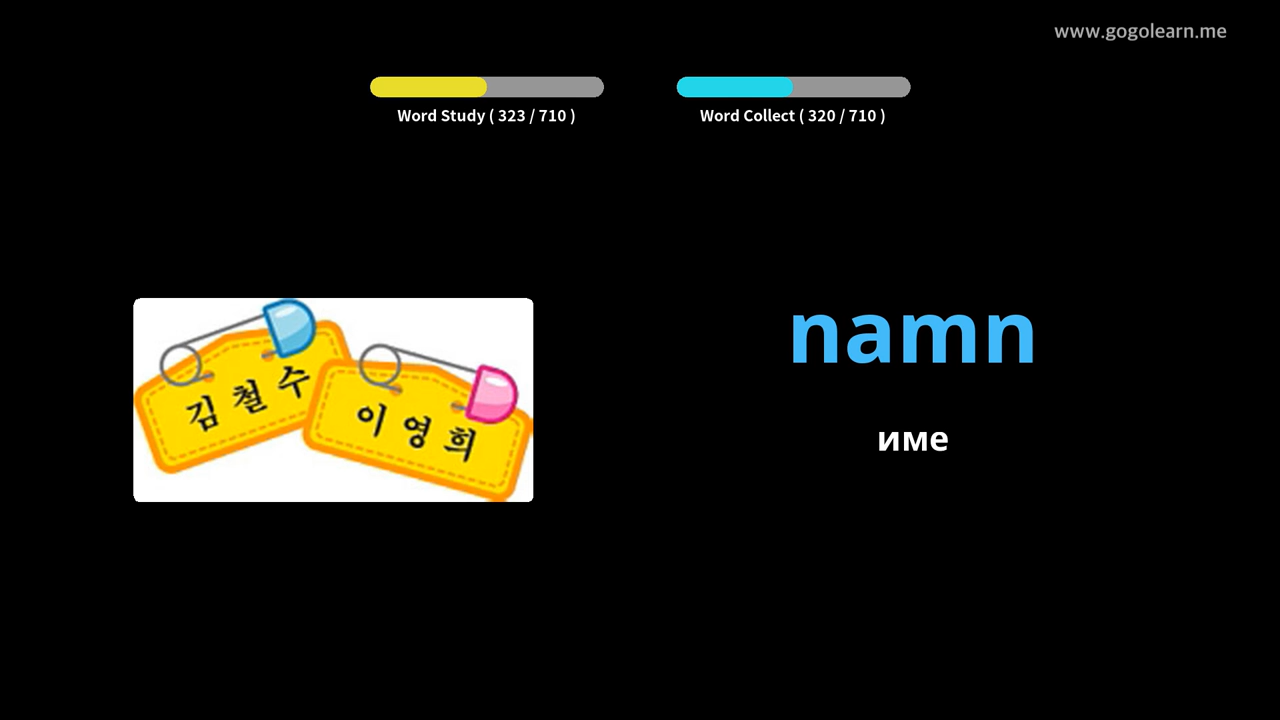 www.gogolearn.me
Word Study ( 323 / 710 )
Word Collect ( 320 / 710 )
김철수
이영희
namn
име